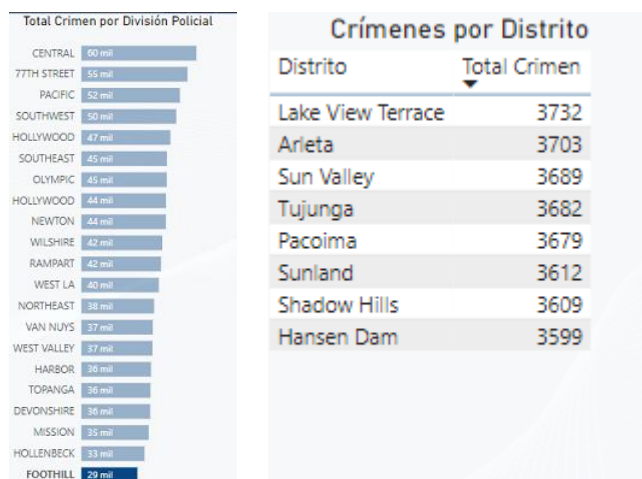 Total Crimen por División Policial
CENTRAL 60 mil
77TH STREET 55 mil
PACIFIC 52 mil
SOUTHWEST 50 mil
HOLLYWOOD 47 mil
SOUTHEAST 45 mil
OLYMPIC 45 mil
HOLLYWOOD 44 mil
NEWTON 44 mil
WILSHIRE 42 mil
RAMPART 42 mil
WEST LA 40 mil
NORTHEAST 38 mil
VAN NUYS 37 mil
WEST VALLEY 37 mil
HARBOR 36 mil
TOPANGA 36 mil
DEVONSHIRE 36 mil
MISSION 35 mil
HOLLENBECK 33 mil
FOOTHILL 29 mil
Crímenes por Distrito
Distrito Total Crimen
Lake View Terrace 3732
Arleta 3703
Sun Valley 3689
Tujunga 3682
Pacoima 3679
Sunland 3612
Shadow Hills 3609
Hansen Dam 3599